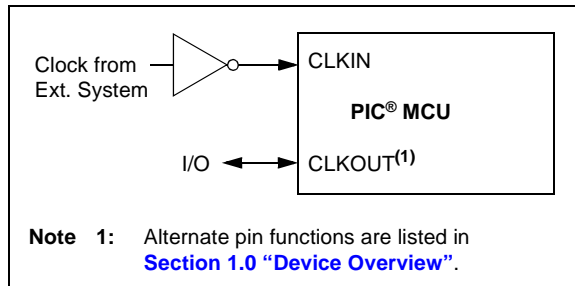 Clock from
Ext. System
CLKIN
PIC® MCU
I/O
CLKOUT(1)
Note 1: Alternate pin functions are listed in
Section 1.0 “Device Overview”.